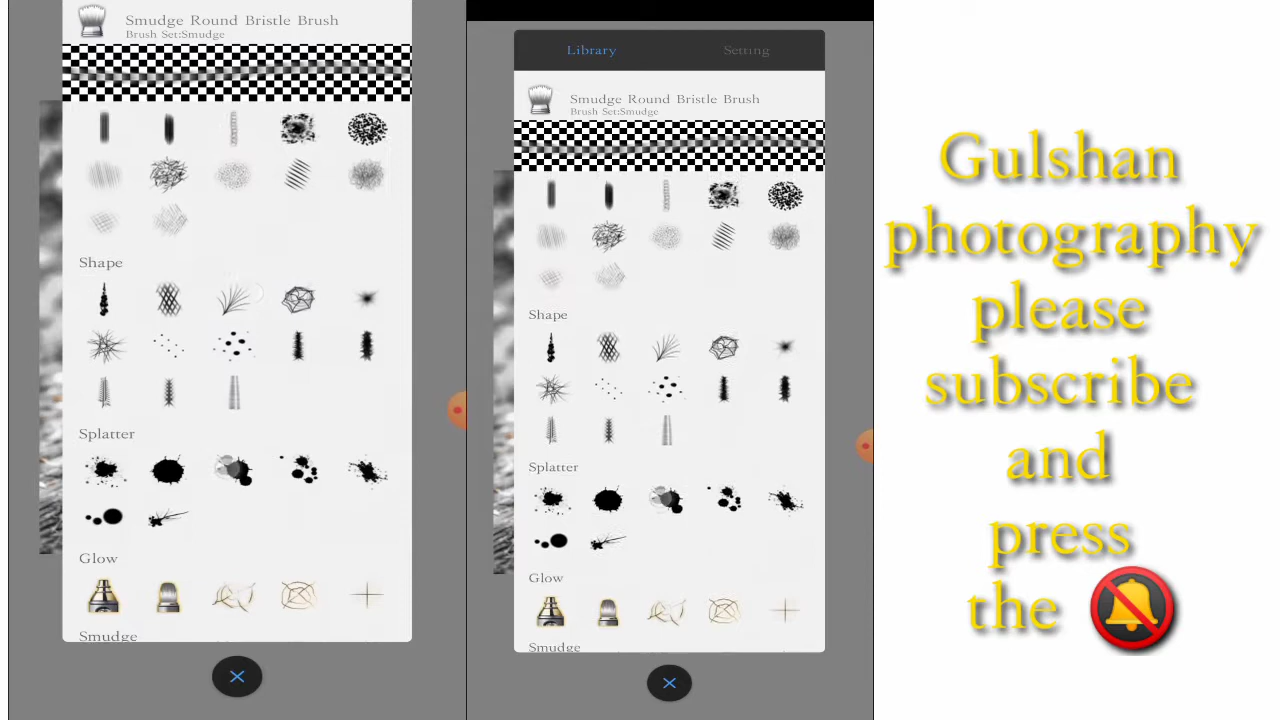 Smudge Round Bristle Brush
Brush Set:Smudge
Shape
Splatter
Glow
Smudge
Library
Setting
Smudge Round Bristle Brush
Brush Set:Smudge
Shape
Splatter
Glow
Smudge
Gulshan
photography
please
subscribe
and
press
the